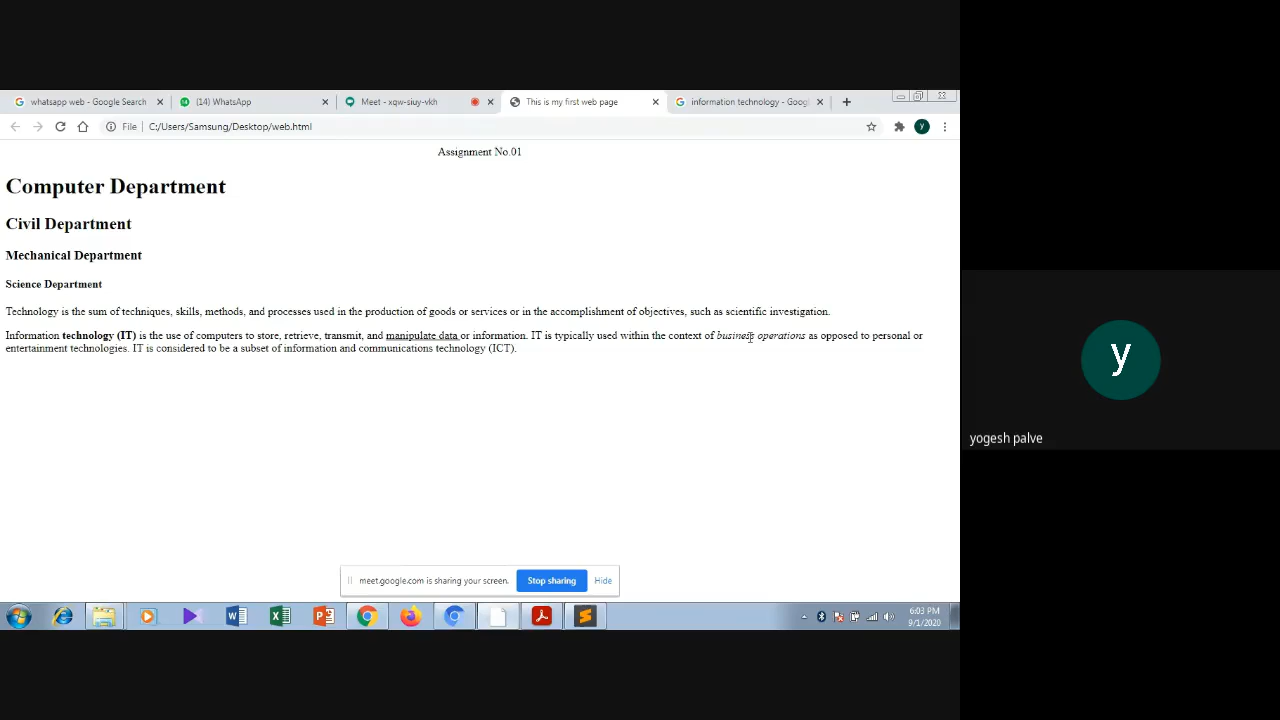 whatsapp web - Google Search
(14) WhatsApp
Meet - xqw-siuy-vkh
This is my first web page
information technology - Goog
File C:/Users/Samsung/Desktop/web.html
y
Assignment No.01
Computer Department
Civil Department
Mechanical Department
Science Department
Technology is the sum of techniques, skills, methods, and processes used in the production of goods or services or in the accomplishment of objectives, such as scientific investigation.
Information technology (IT) is the use of computers to store, retrieve, transmit, and manipulate data or information. IT is typically used within the context of business operations as opposed to personal or
entertainment technologies. IT is considered to be a subset of information and communications technology (ICT).
y
yogesh palve
meet.google.com is sharing your screen. Stop sharing Hide
6:03 PM
9/1/2020